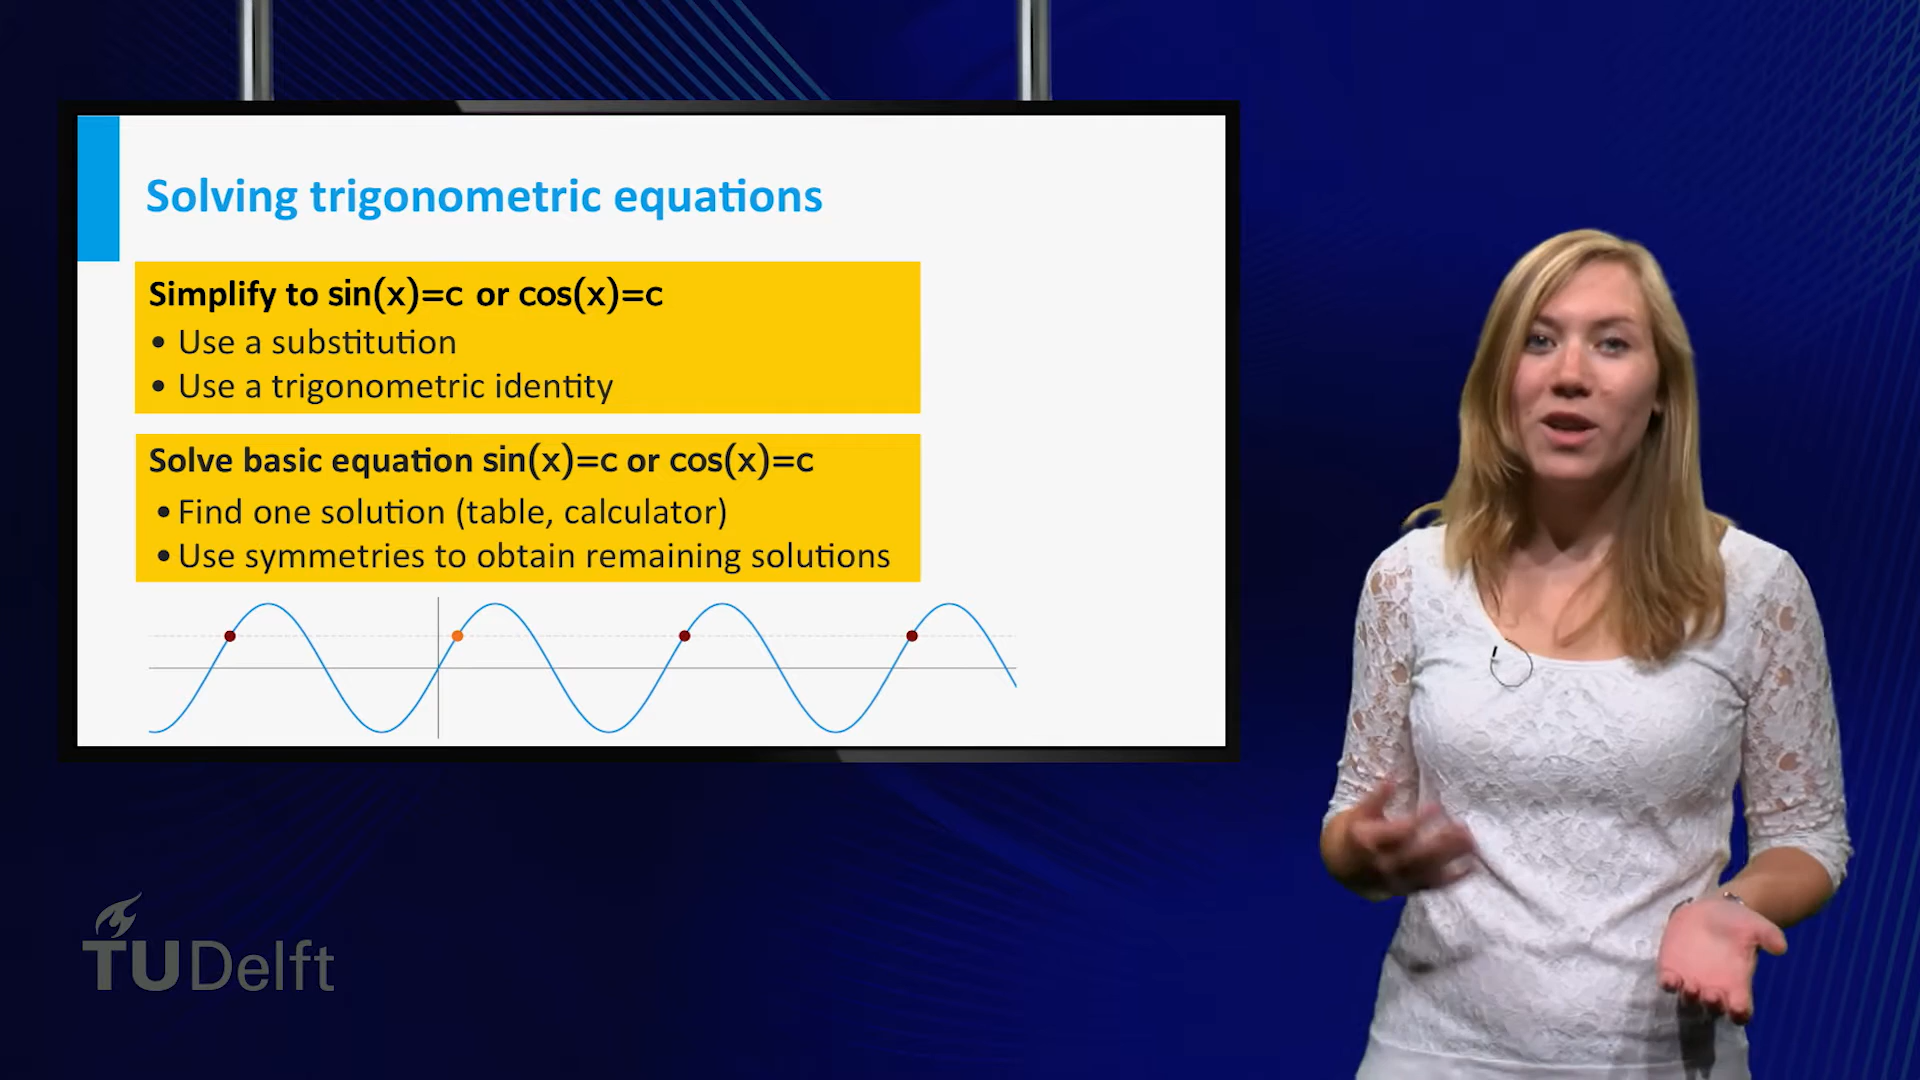 Solving trigonometric equations
Simplify to sin(x)=c or cos(x)=c
• Use a substitution
• Use a trigonometric identity
Solve basic equation sin(x)=c or cos(x)=c
• Find one solution (table, calculator)
• Use symmetries to obtain remaining solutions
TUDelft